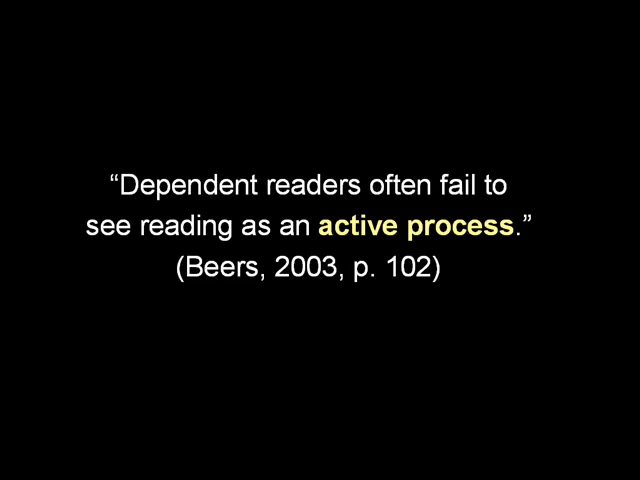 “Dependent readers often fail to
see reading as an active process.”
(Beers, 2003, p. 102)